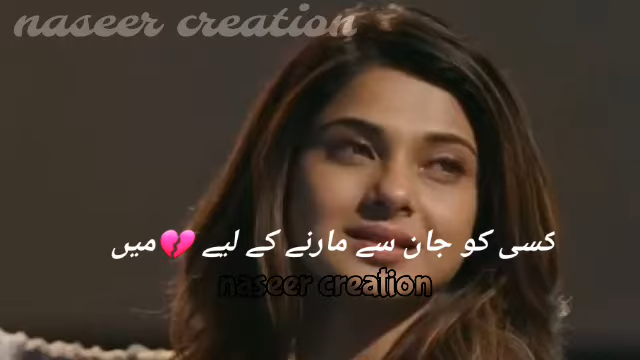 naseer creation
کسی کو جان سے مارنے کے لیے 💔میں
naseer creation